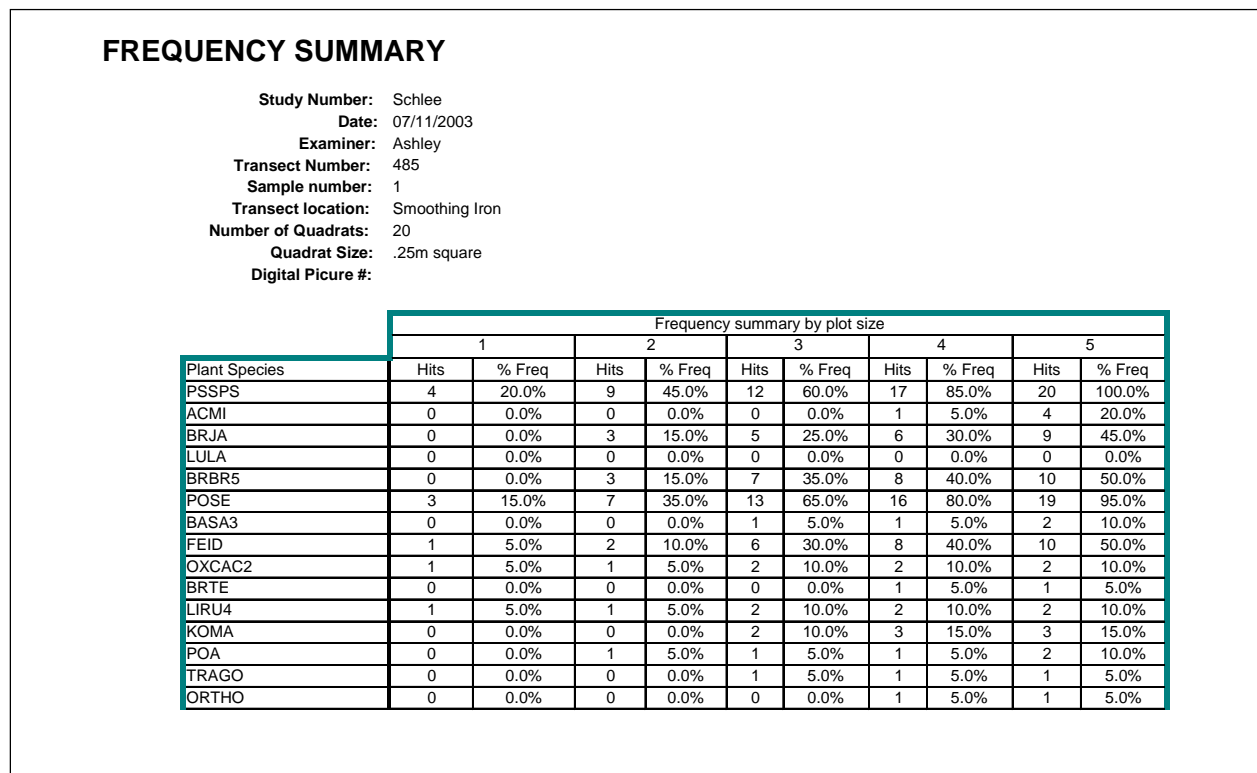 FREQUENCY SUMMARY
Study Number: Schlee
Date: 07/11/2003
Examiner: Ashley
Transect Number: 485
Sample number: 1
Transect location: Smoothing Iron
Number of Quadrats: 20
Quadrat Size: .25m square
Digital Picure #:
Frequency summary by plot size
1 2 3 4 5
Plant Species Hits % Freq Hits % Freq Hits % Freq Hits % Freq Hits % Freq
PSSPS 4 20.0% 9 45.0% 12 60.0% 17 85.0% 20 100.0%
ACMI 0 0.0% 0 0.0% 0 0.0% 1 5.0% 4 20.0%
BRJA 0 0.0% 3 15.0% 5 25.0% 6 30.0% 9 45.0%
LULA 0 0.0% 0 0.0% 0 0.0% 0 0.0% 0 0.0%
BRBR5 0 0.0% 3 15.0% 7 35.0% 8 40.0% 10 50.0%
POSE 3 15.0% 7 35.0% 13 65.0% 16 80.0% 19 95.0%
BASA3 0 0.0% 0 0.0% 1 5.0% 1 5.0% 2 10.0%
FEID 1 5.0% 2 10.0% 6 30.0% 8 40.0% 10 50.0%
OXCAC2 1 5.0% 1 5.0% 2 10.0% 2 10.0% 2 10.0%
BRTE 0 0.0% 0 0.0% 0 0.0% 1 5.0% 1 5.0%
LIRU4 1 5.0% 1 5.0% 2 10.0% 2 10.0% 2 10.0%
KOMA 0 0.0% 0 0.0% 2 10.0% 3 15.0% 3 15.0%
POA 0 0.0% 1 5.0% 1 5.0% 1 5.0% 2 10.0%
TRAGO 0 0.0% 0 0.0% 1 5.0% 1 5.0% 1 5.0%
ORTHO 0 0.0% 0 0.0% 0 0.0% 1 5.0% 1 5.0%